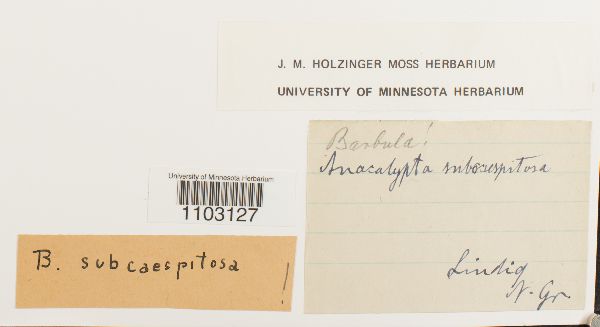 J. M. HOLZINGER MOSS HERBARIUM
UNIVERSITY OF MINNESOTA HERBARIUM
Barbula!
Anacalypta subcaespitosa
University of Minnesota Herbarium
1103127
B. subcaespitosa !
Lindig
N. Gr.